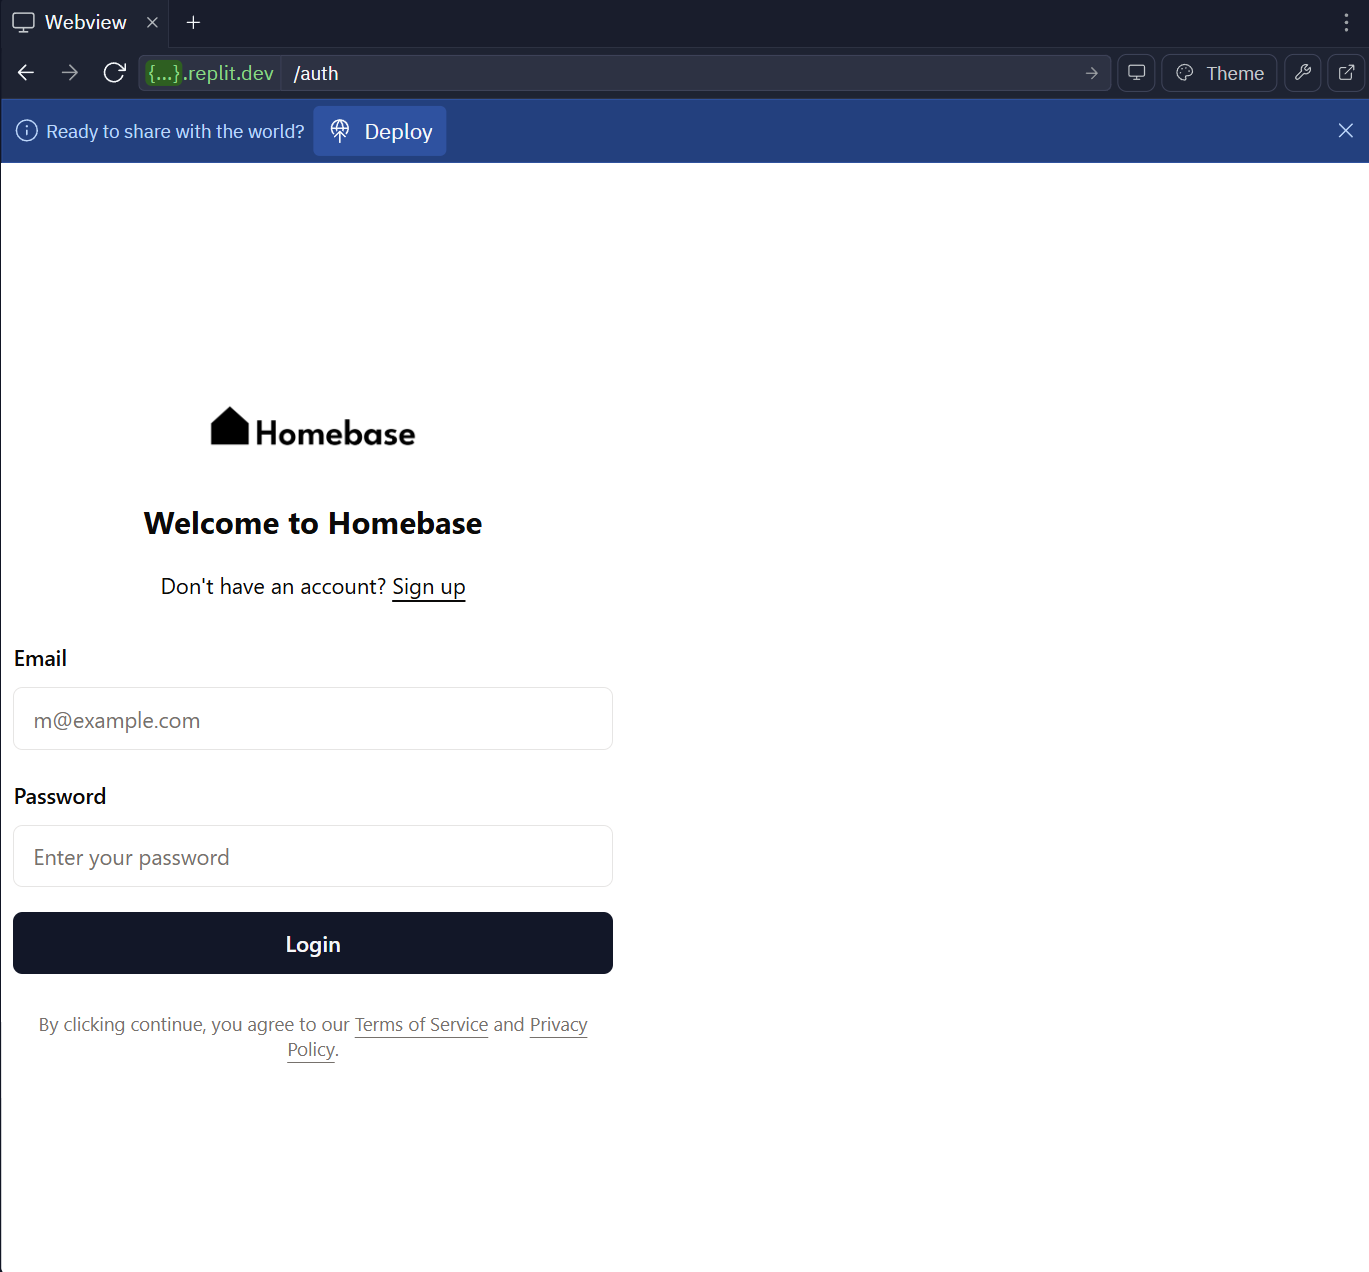 Webview
{...}.replit.dev /auth
Theme
Ready to share with the world? Deploy
Homebase
Welcome to Homebase
Don't have an account? Sign up
Email
m@example.com
Password
Enter your password
Login
By clicking continue, you agree to our Terms of Service and Privacy
Policy.